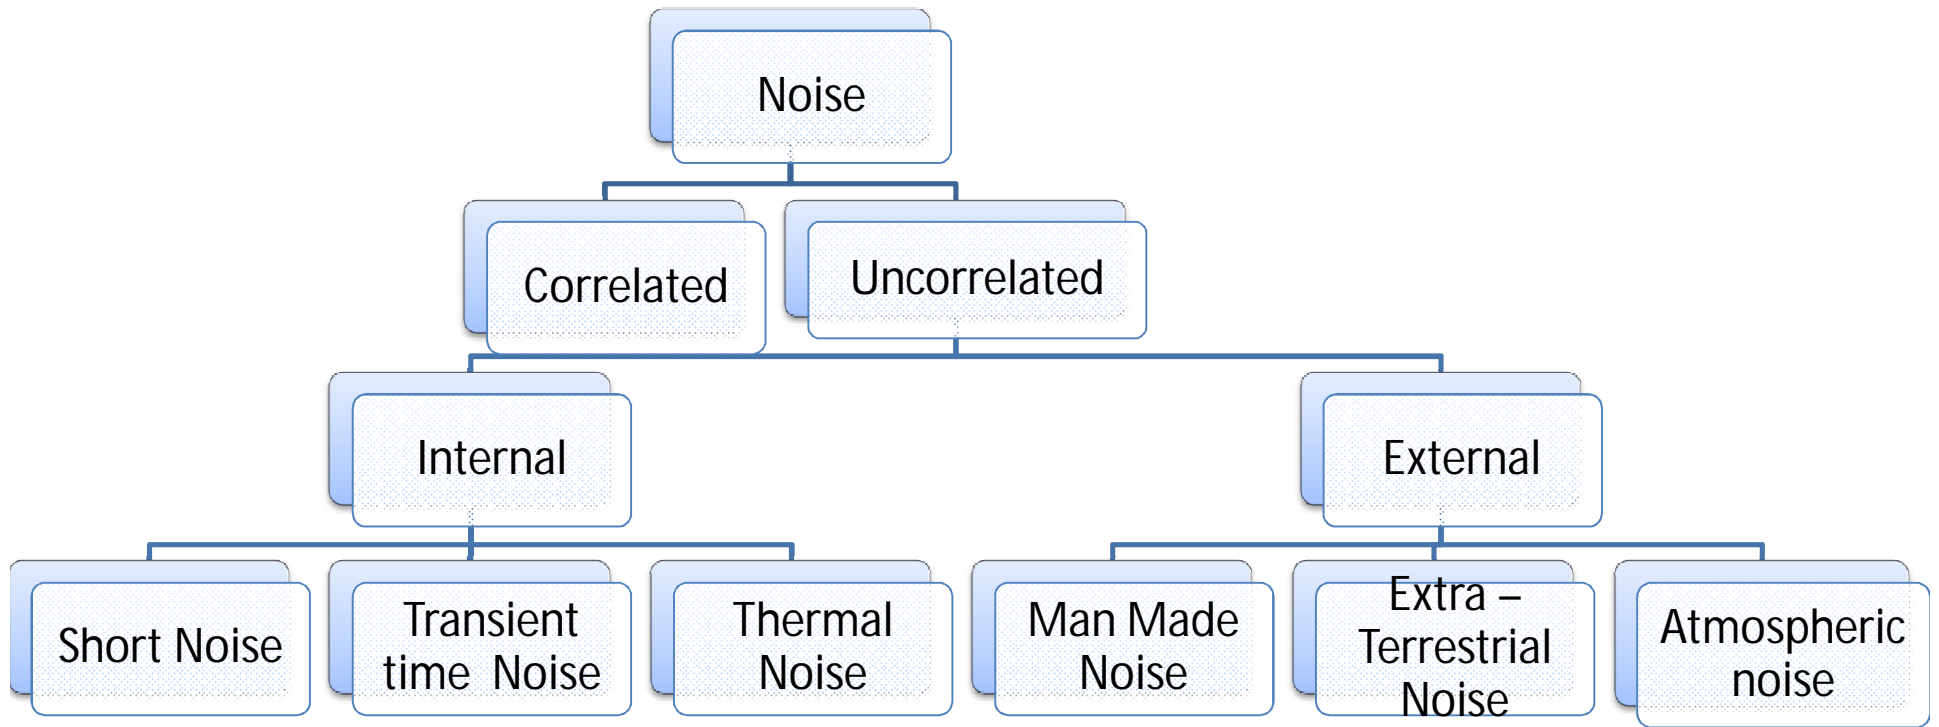 Noise
Correlated
Uncorrelated
Internal
External
Short Noise
Transient
time Noise
Thermal
Noise
Man Made
Noise
Extra –
Terrestrial
Noise
Atmospheric
noise